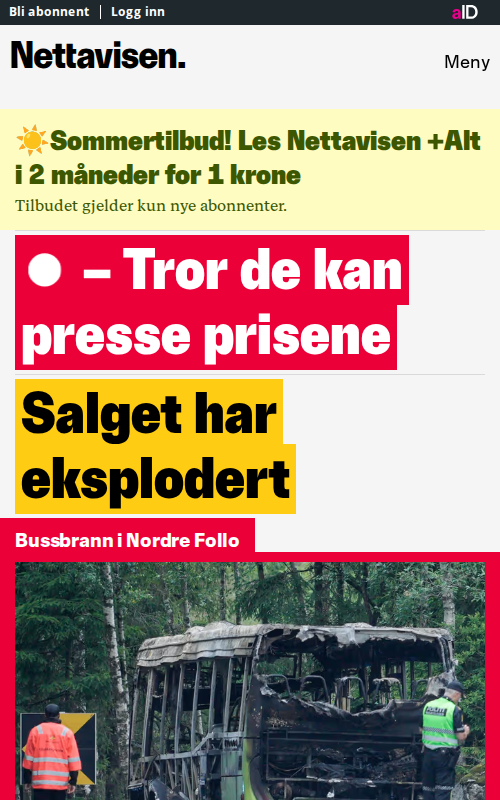 Bli abonnent
Logg inn
aID
Nettavisen.
Meny
☀️Sommertilbud! Les Nettavisen +Alt
i 2 måneder for 1 krone
Tilbudet gjelder kun nye abonnenter.
– Tror de kan
presse prisene
Salget har
eksplodert
Bussbrann i Nordre Follo